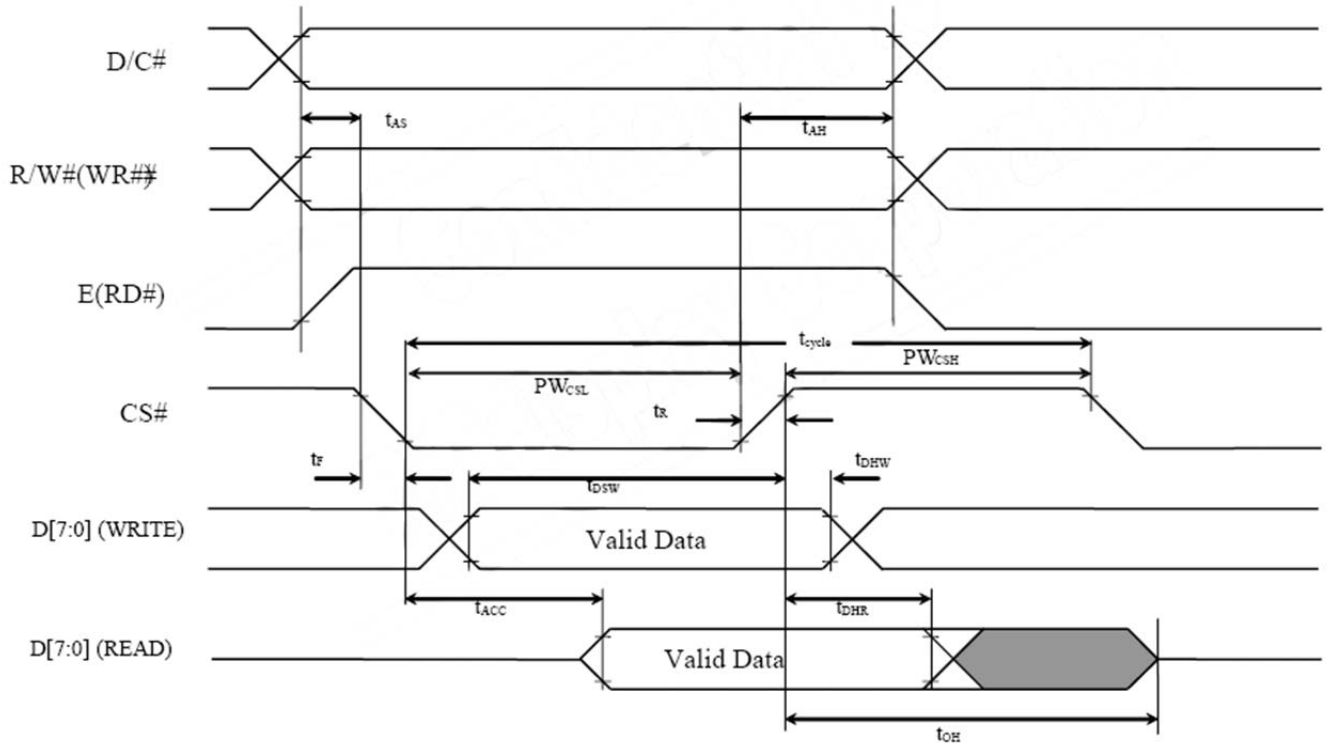 D/C#
tAS
tAH
R/W#(WR##
E(RD#)
tcycle
PWCSL
PWCSH
CS#
tR
tF
tDSW
tDHW
D[7:0] (WRITE)
Valid Data
tACC
tDHR
D[7:0] (READ)
Valid Data
tOH